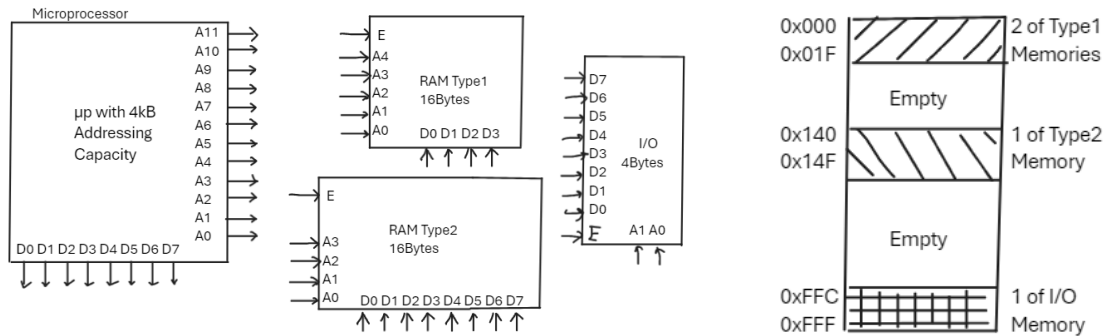 Microprocessor
A11
A10
A9
A8
A7
A6
A5
A4
A3
A2
A1
A0
µp with 4kB
Addressing
Capacity
D0 D1 D2 D3 D4 D5 D6 D7
E
A4
A3
A2
A1
A0
RAM Type1
16Bytes
D0 D1 D2 D3
E
A3
A2
A1
A0
RAM Type2
16Bytes
D0 D1 D2 D3 D4 D5 D6 D7
D7
D6
D5
D4
D3
D2
D1
D0
E
I/O
4Bytes
A1 A0
0x000
0x01F
2 of Type1
Memories
Empty
0x140
0x14F
1 of Type2
Memory
Empty
0xFFC
0xFFF
1 of I/O
Memory